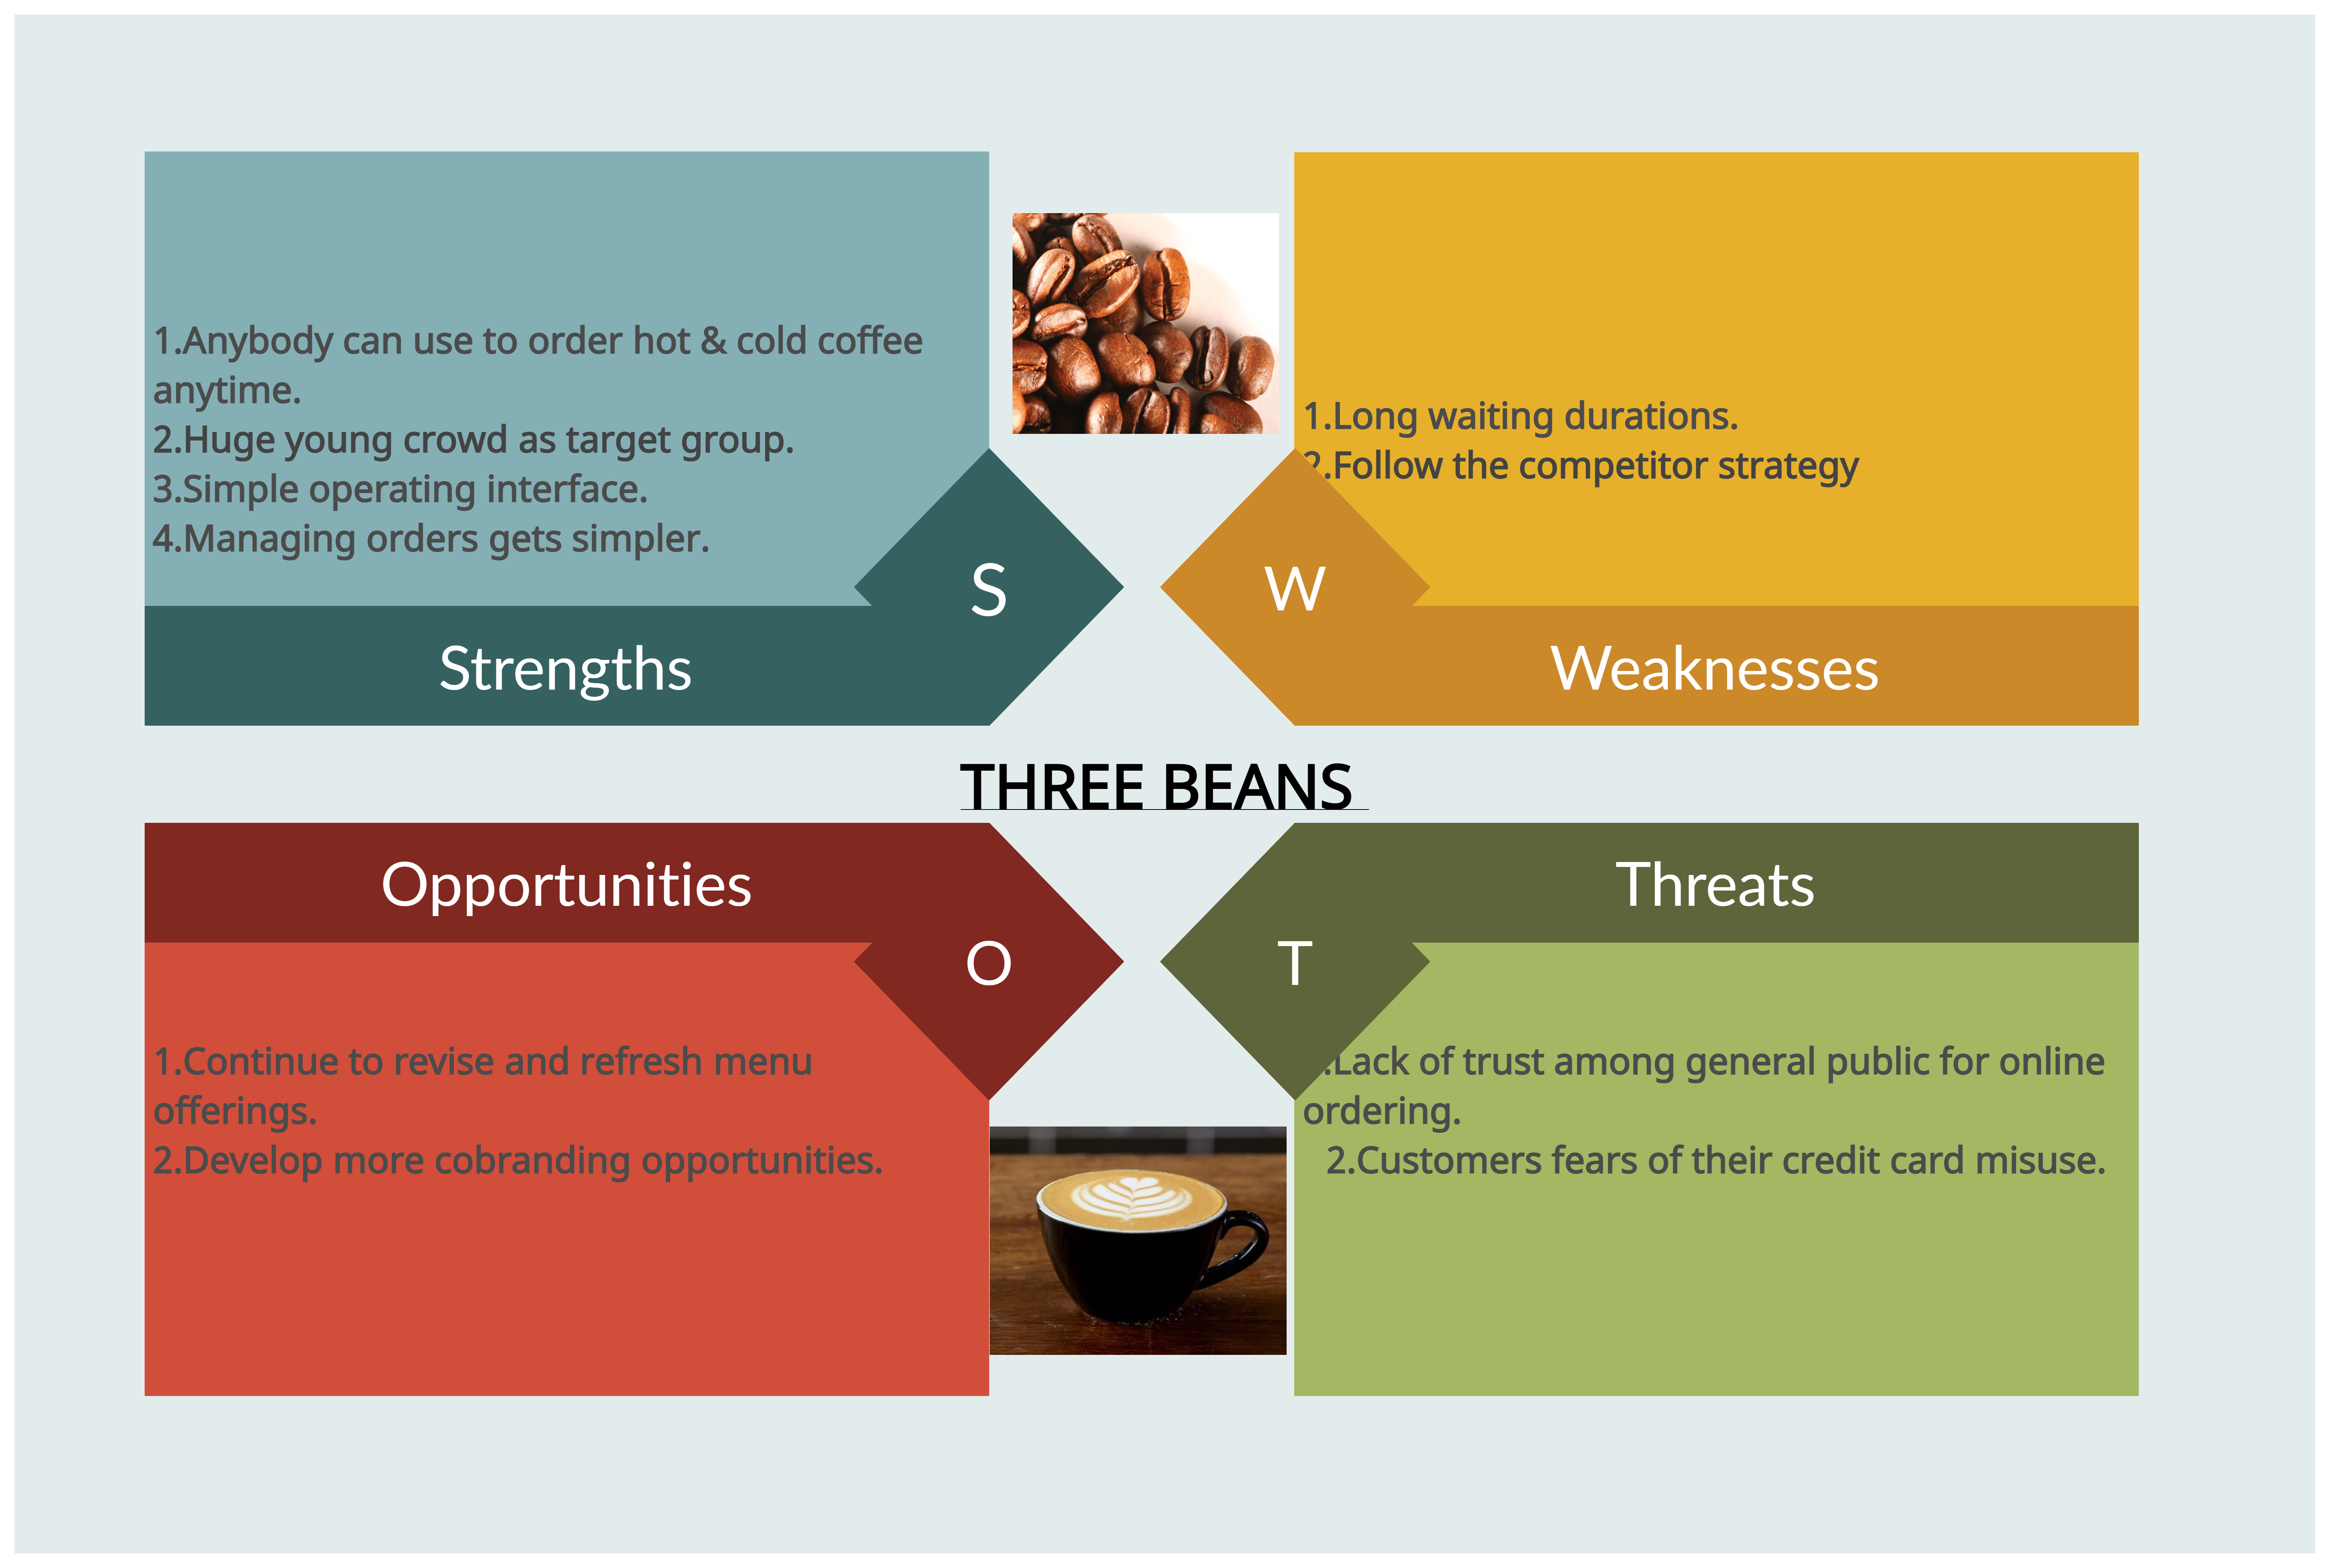 1.Anybody can use to order hot & cold coffee
anytime.
2.Huge young crowd as target group.
3.Simple operating interface.
4.Managing orders gets simpler.
S
Strengths
1.Long waiting durations.
2.Follow the competitor strategy
W
Weaknesses
THREE BEANS
Opportunities
O
1.Continue to revise and refresh menu
offerings.
2.Develop more cobranding opportunities.
Threats
T
.Lack of trust among general public for online
ordering.
2.Customers fears of their credit card misuse.